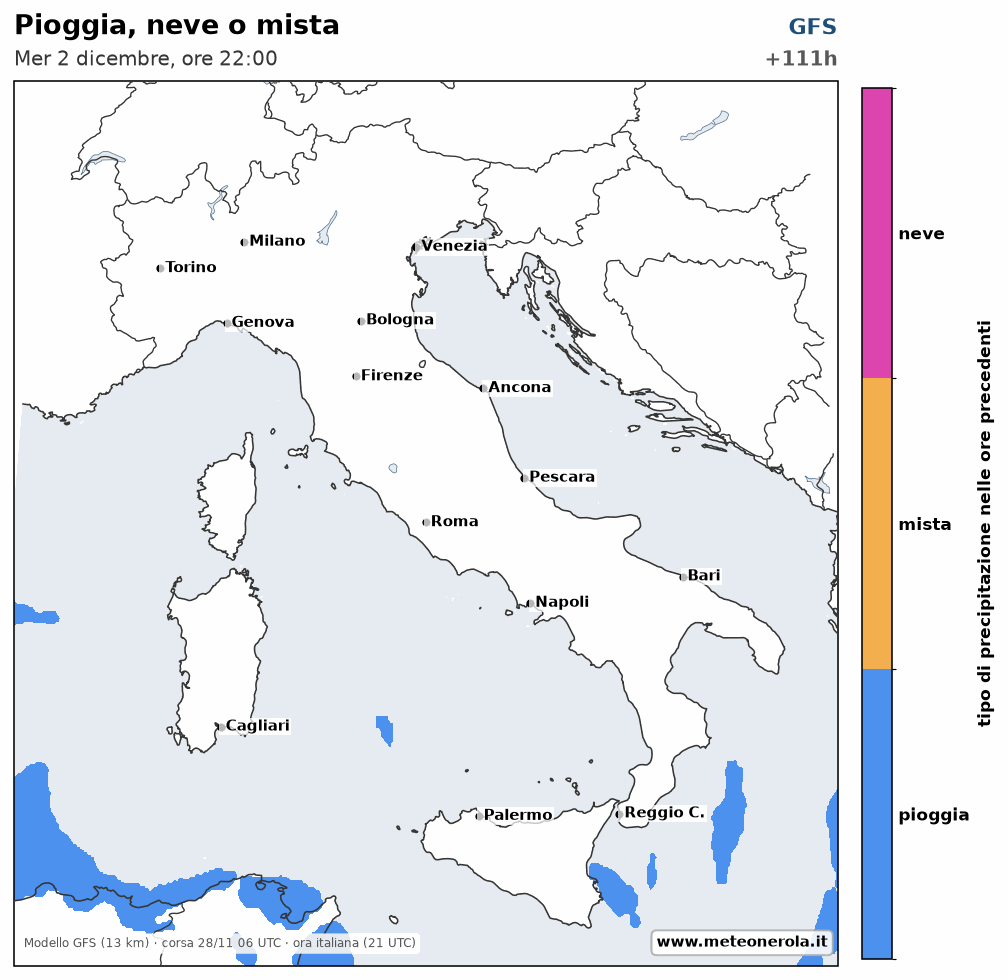 Pioggia, neve o mista
GFS
Mer 2 dicembre, ore 22:00
+111h
neve
mista
pioggia
tipo di precipitazione nelle ore precedenti
Milano
Venezia
Torino
Genova
Bologna
Firenze
Ancona
Pescara
Roma
Bari
Napoli
Cagliari
Palermo
Reggio C.
Modello GFS (13 km) · corsa 28/11 06 UTC · ora italiana (21 UTC)
www.meteonerola.it